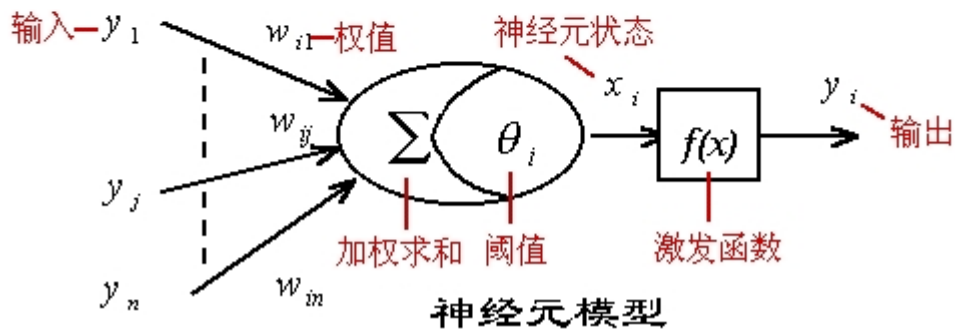 输入 y1 wi1 权值 神经元状态
xi yi
wij Σ θi f(x) 输出
yj
加权求和 阈值 激发函数
yn win
神经元模型